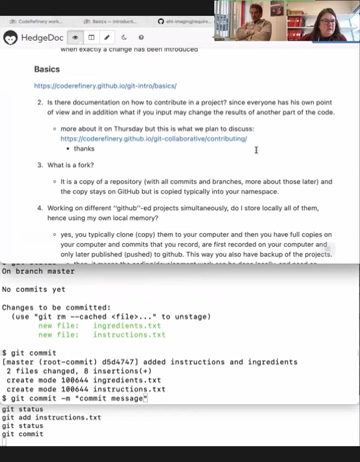 CodeRefinery work...
Basics — introduct...
HedgeDoc
when exactly a change has been introduced
Basics
https://coderefinery.github.io/git-intro/basics/
2. Is there documentation on how to contribute in a project? since everyone has his own point
of view and in addition what if you input may change the results of another part of the code.
◦ more about it on Thursday but this is what we plan to discuss:
https://coderefinery.github.io/git-collaborative/contributing/
▪ thanks
3. What is a fork?
◦ It is a copy of a repository (with all commits and branches, more about those later) and
the copy stays on GitHub but is copied typically into your namespace.
4. Working on different "github"-ed projects simultaneously, do I store locally all of them,
hence using my own local memory?
◦ yes, you typically clone (copy) them to your computer and then you have full copies on
your computer and commits that you record, are first recorded on your computer and
only later published (pushed) to github. This way you also have backup of the projects.
On branch master
No commits yet
Changes to be committed:
(use "git rm --cached <file>..." to unstage)
new file: ingredients.txt
new file: instructions.txt
$ git commit
[master (root-commit) d5d4747] added instructions and ingredients
2 files changed, 8 insertions(+)
create mode 100644 ingredients.txt
create mode 100644 instructions.txt
$ git commit -m "commit message"
git status
git add instructions.txt
git status
git commit